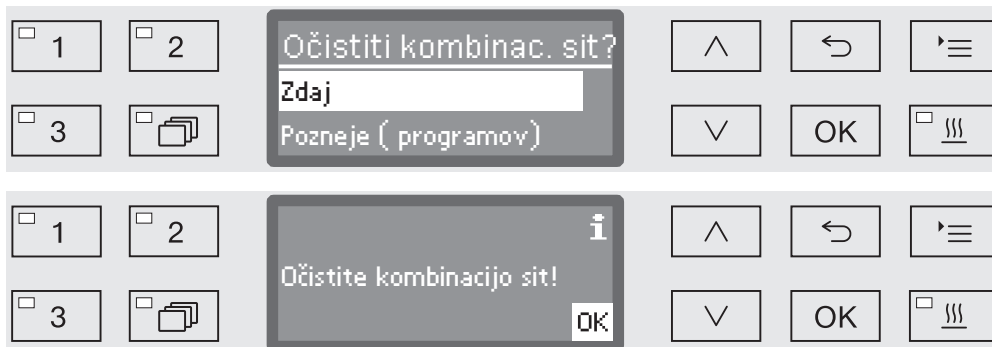 1
2
Očistiti kombinac. sit?
Zdaj
3
Pozneje ( programov)
OK
1
2
Očistite kombinacijo sit!
3
OK
OK